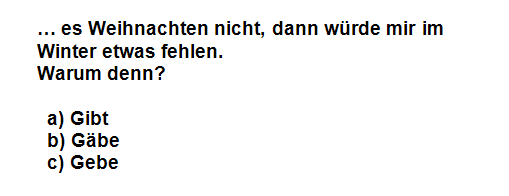 ... es Weihnachten nicht, dann würde mir im
Winter etwas fehlen.
Warum denn?
a) Gibt
b) Gäbe
c) Gebe